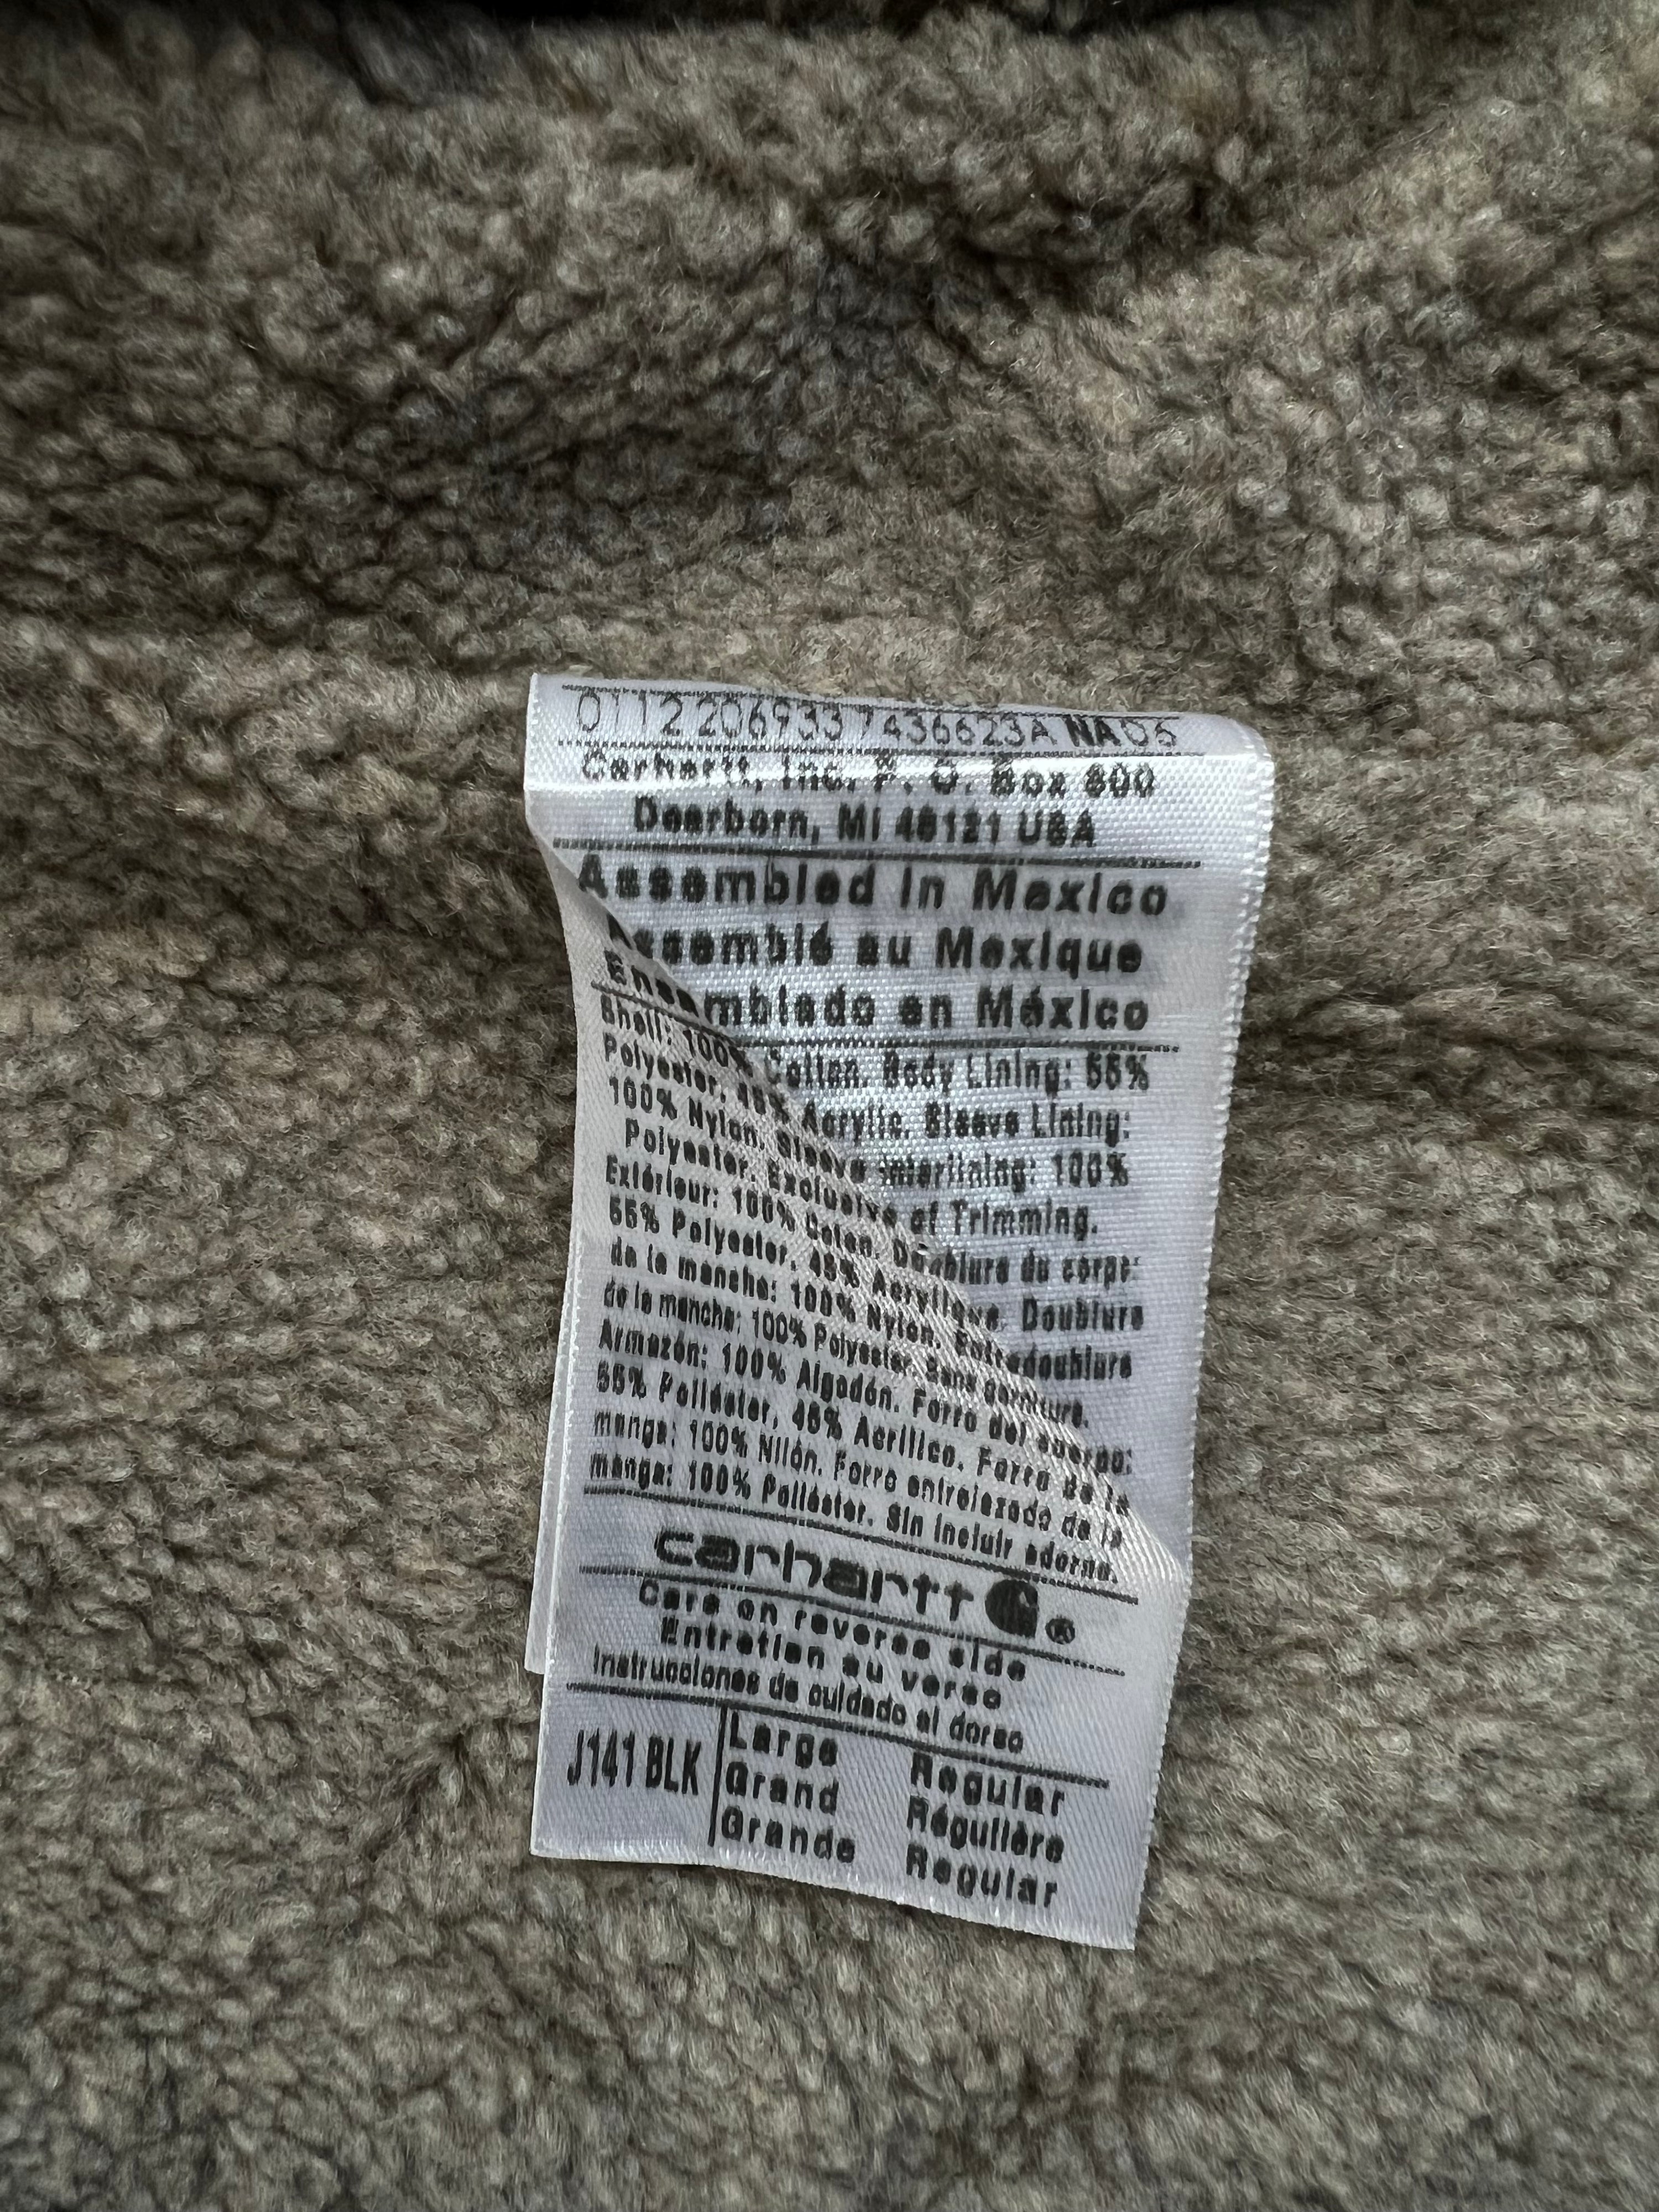 0112 2069337436623A NA06
Carhartt, Inc. P. O. Box 600
Dearborn, MI 48121 USA
Assembled in Mexico
Assemblé au Mexique
Ensamblado en México
Shell: 100% Cotton. Body Lining: 55%
Polyester, 45% Acrylic. Sleeve Lining:
100% Nylon. Sleeve Interlining: 100%
Polyester. Exclusive of Trimming.
Extérieur: 100% Coton. Doublure du corps:
55% Polyester, 45% Acrylique. Doublure
de la manche: 100% Nylon. Entredoublure
de la manche: 100% Polyester. Sans garniture.
Armazón: 100% Algodón. Forro del cuerpo:
55% Poliéster, 45% Acrílico. Forro de la
manga: 100% Nilón. Forro entrelazado de la
manga: 100% Poliéster. Sin incluir adorno.
carhartt ®
Care on reverse side
Entretien au verso
Instrucciones de cuidado al dorso
J141 BLK Large Regular
Grand Régulière
Grande Regular